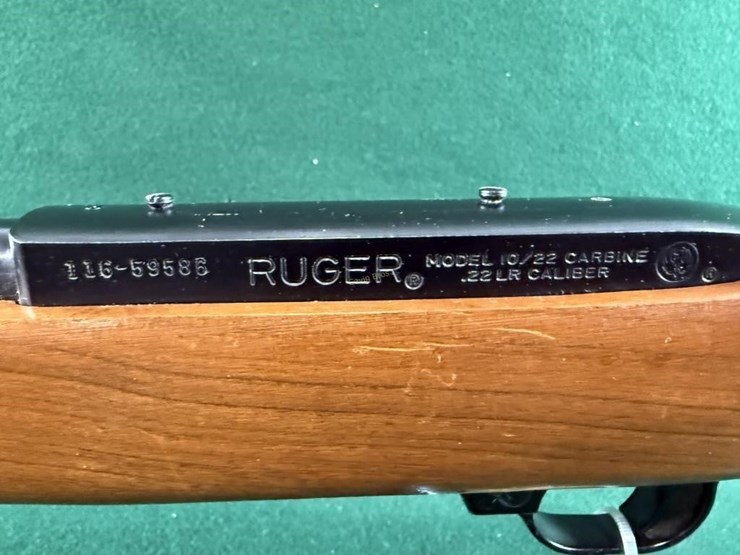 116-59586
RUGER®
MODEL 10/22 CARBINE
.22 LR CALIBER
®